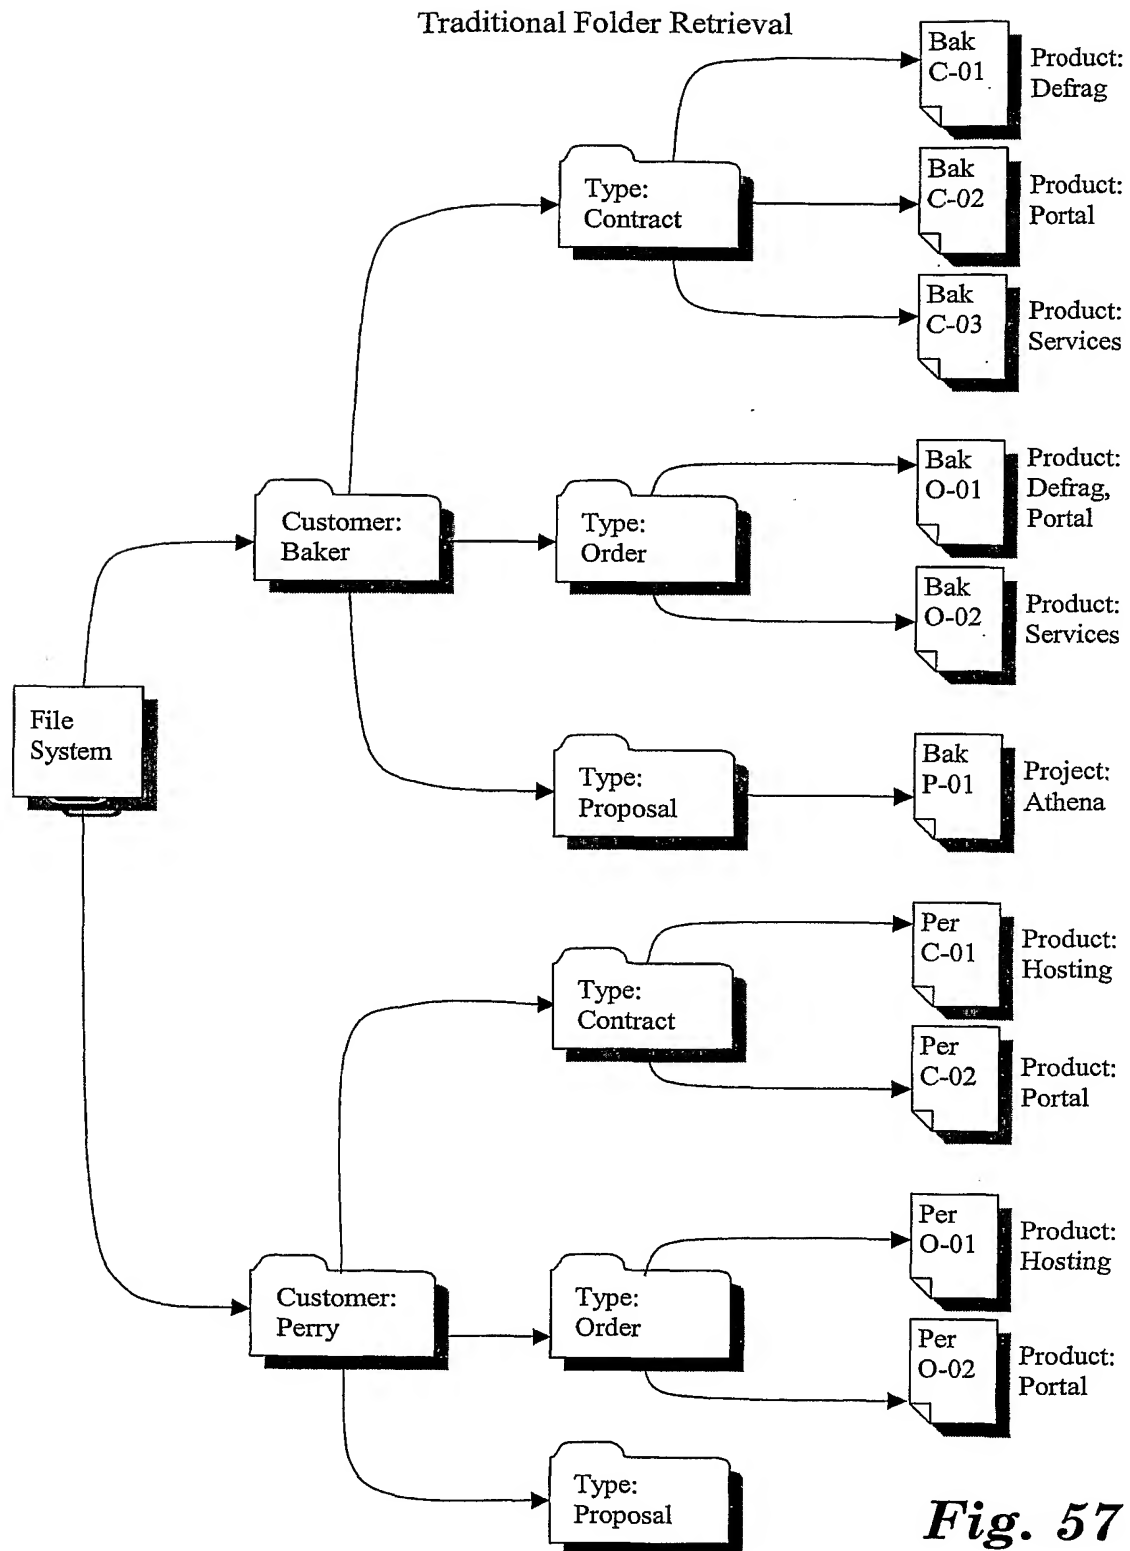 Traditional Folder Retrieval
Bak
C-01
Product:
Defrag
Type:
Contract
Bak
C-02
Product:
Portal
Bak
C-03
Product:
Services
Customer:
Baker
Type:
Order
Bak
O-01
Product:
Defrag,
Portal
Bak
O-02
Product:
Services
File
System
Type:
Proposal
Bak
P-01
Project:
Athena
Type:
Contract
Per
C-01
Product:
Hosting
Per
C-02
Product:
Portal
Customer:
Perry
Type:
Order
Per
O-01
Product:
Hosting
Per
O-02
Product:
Portal
Type:
Proposal
Fig. 57